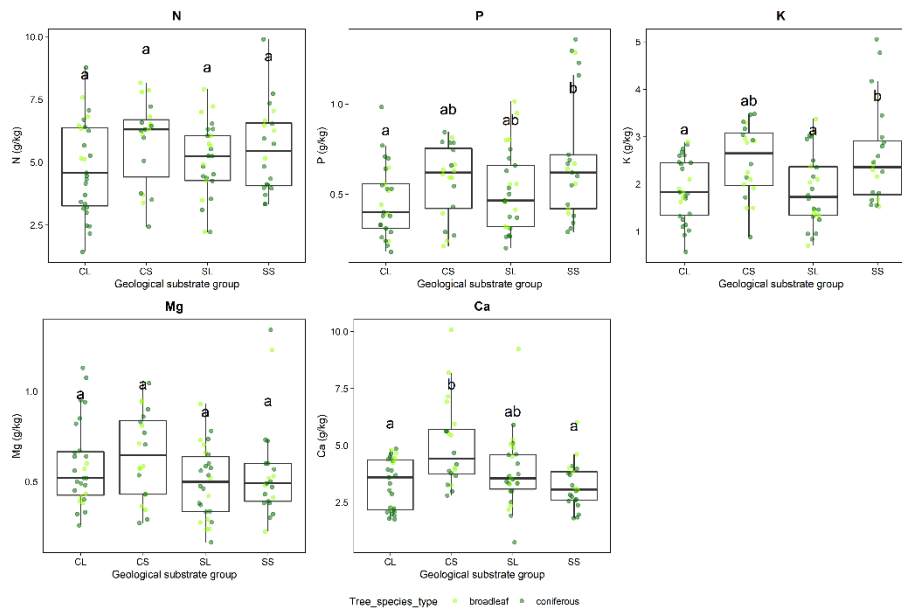 N
P
K
N (g/kg)
10.0
7.5
5.0
2.5
a
a
a
a
CL
CS
SL
SS
Geological substrate group
P (g/kg)
1.0
0.5
a
ab
ab
b
CL
CS
SL
SS
Geological substrate group
K (g/kg)
5
4
3
2
1
a
ab
a
b
CL
CS
SL
SS
Geological substrate group
Mg
Ca
Mg (g/kg)
1.0
0.5
a
a
a
a
CL
CS
SL
SS
Geological substrate group
Ca (g/kg)
10.0
7.5
5.0
2.5
a
b
ab
a
CL
CS
SL
SS
Geological substrate group
Tree_species_type broadleaf coniferous